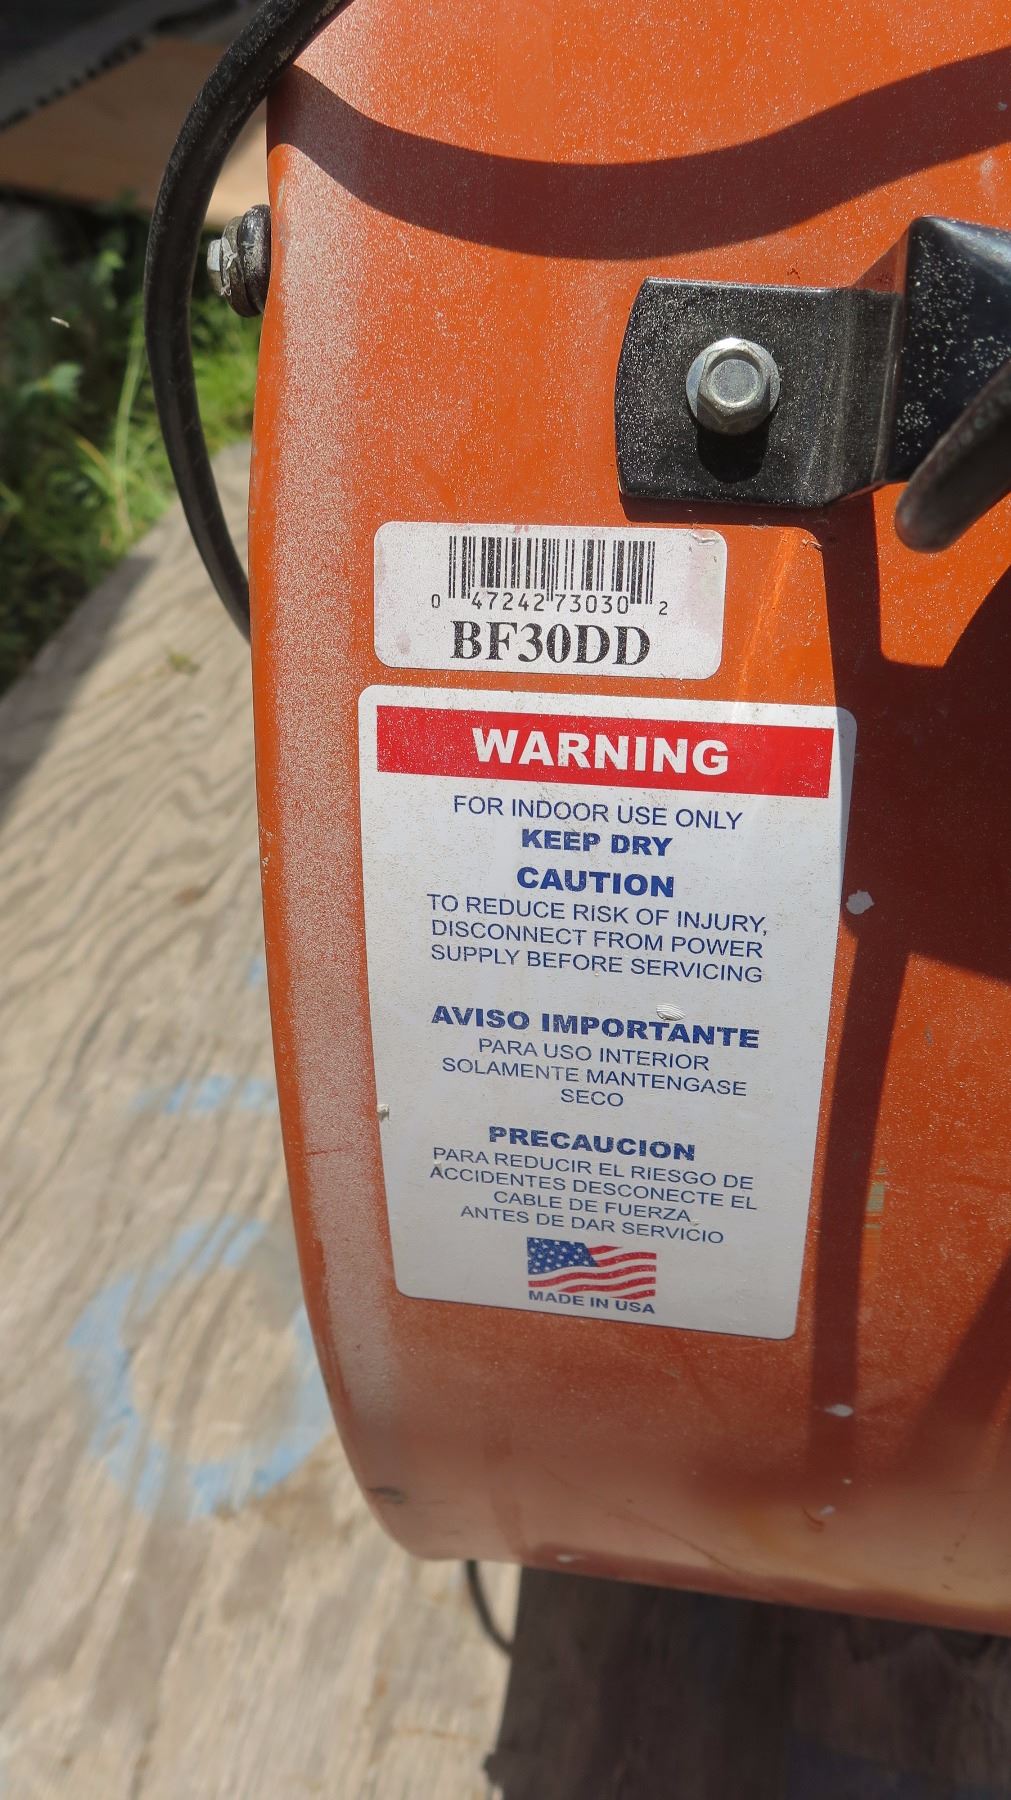 0 47242 73030 2
BF30DD
WARNING
FOR INDOOR USE ONLY
KEEP DRY
CAUTION
TO REDUCE RISK OF INJURY,
DISCONNECT FROM POWER
SUPPLY BEFORE SERVICING
AVISO IMPORTANTE
PARA USO INTERIOR
SOLAMENTE MANTENGASE
SECO
PRECAUCION
PARA REDUCIR EL RIESGO DE
ACCIDENTES DESCONECTE EL
CABLE DE FUERZA
ANTES DE DAR SERVICIO
MADE IN USA